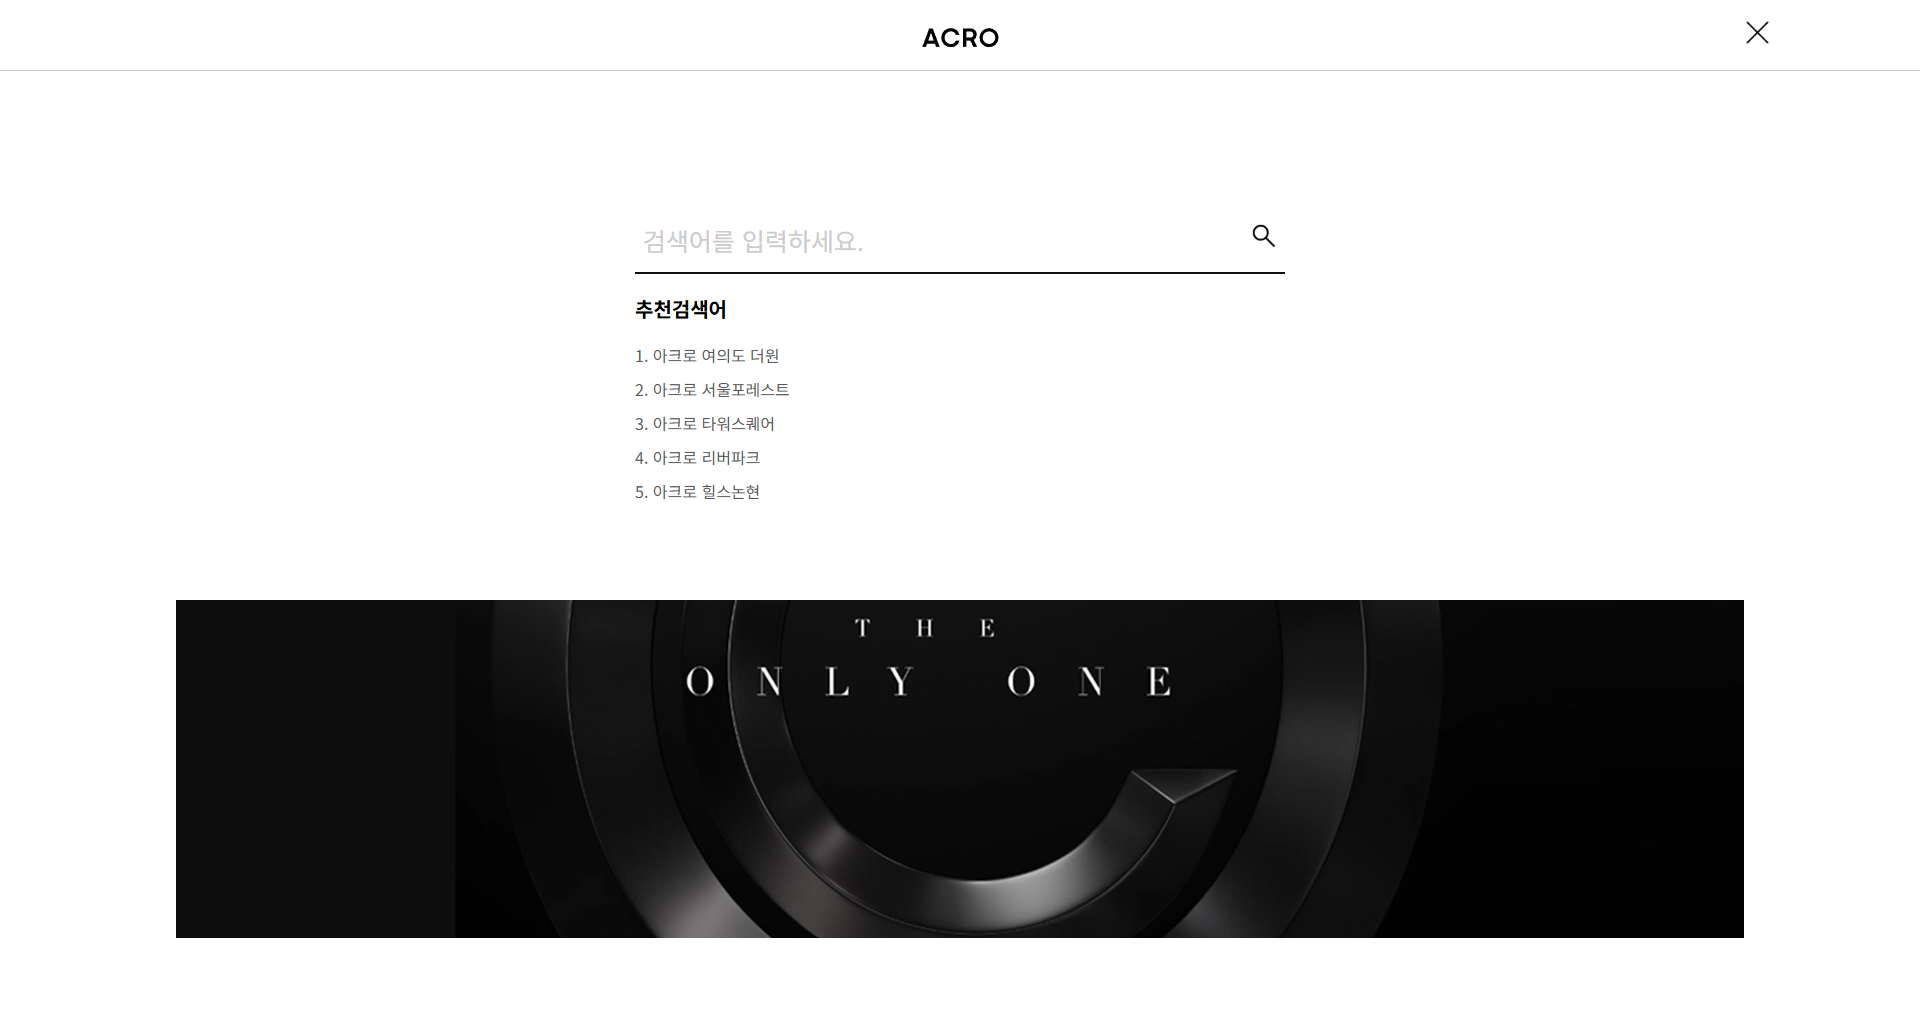 ACRO
검색어를 입력하세요.
추천검색어
1. 아크로 여의도 더원
2. 아크로 서울포레스트
3. 아크로 타워스퀘어
4. 아크로 리버파크
5. 아크로 힐스논현
THE
ONLY ONE